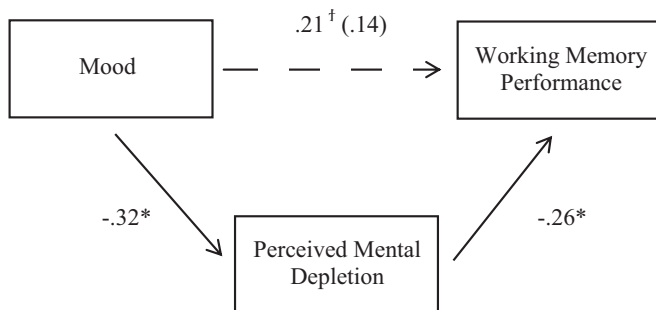 .21 † (.14)
Mood
Working Memory
Performance
-.32*
-.26*
Perceived Mental
Depletion